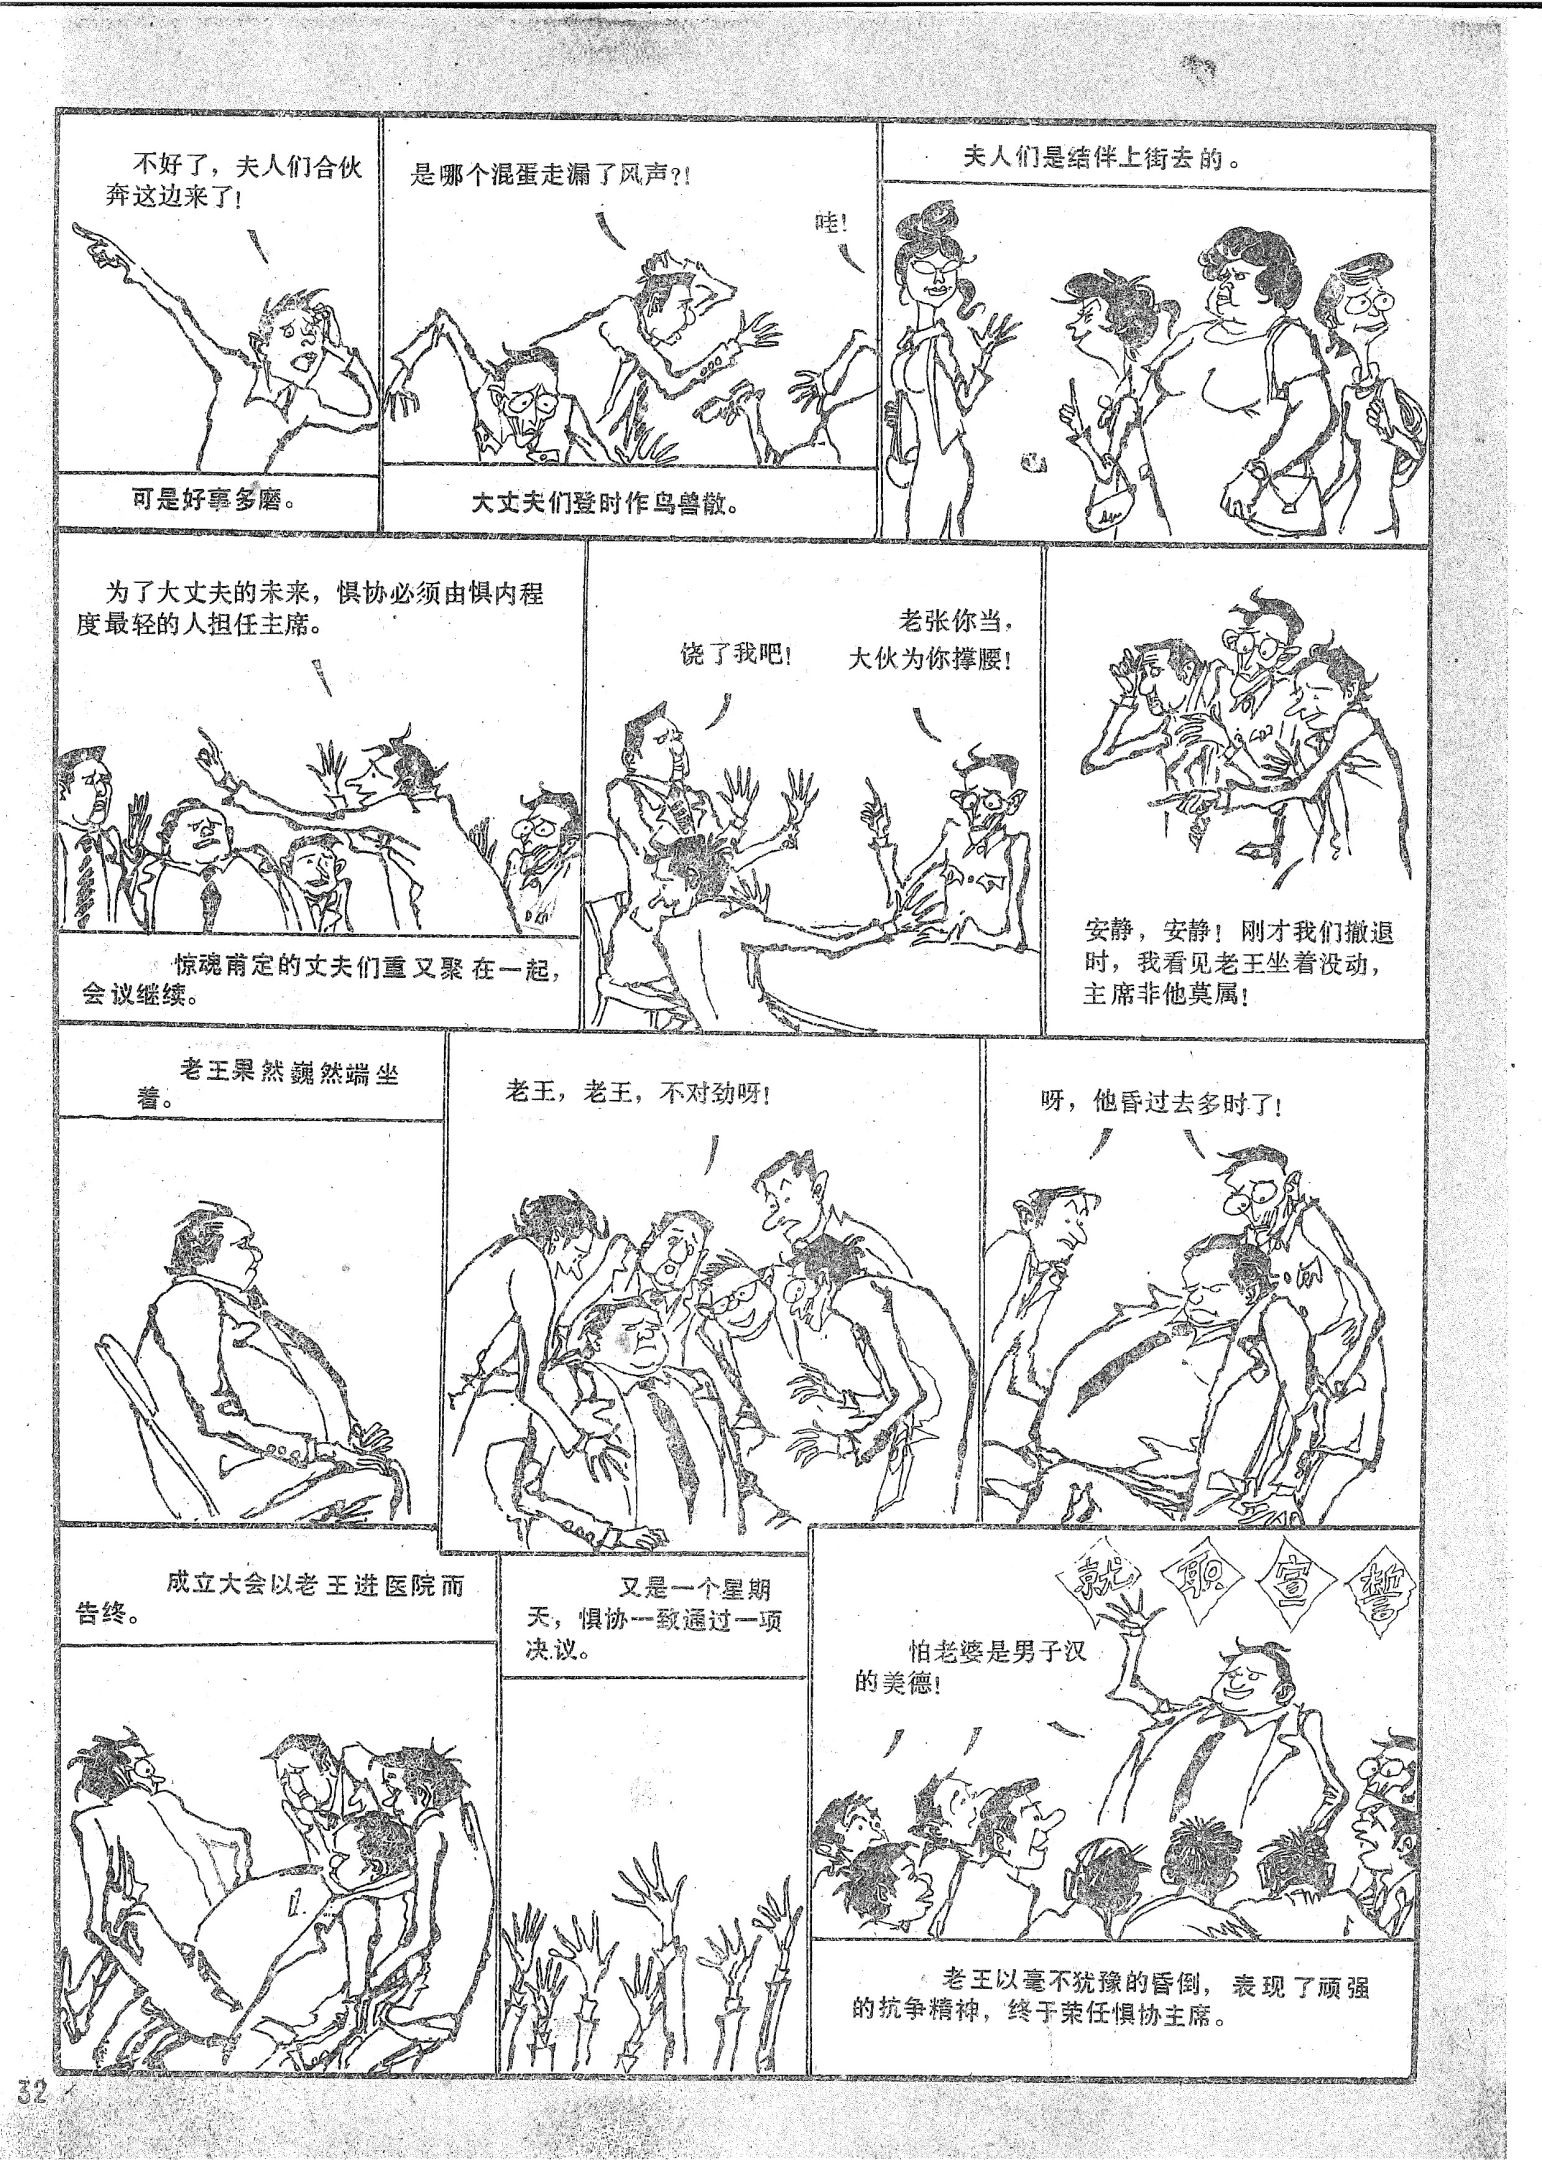 不好了，夫人们合伙
奔这边来了！
可是好事多磨。
是哪个混蛋走漏了风声？！
哇！
大丈夫们登时作鸟兽散。
夫人们是结伴上街去的。
为了大丈夫的未来，惧协必须由惧内程
度最轻的人担任主席。
惊魂甫定的丈夫们重又聚在一起，
会议继续。
饶了我吧！
老张你当，
大伙为你撑腰！
安静，安静！刚才我们撤退
时，我看见老王坐着没动，
主席非他莫属！
老王果然巍然端坐
着。
老王，老王，不对劲呀！
呀，他昏过去多时了！
成立大会以老王进医院而
告终。
又是一个星期
天，惧协一致通过一项
决议。
就职宣誓
怕老婆是男子汉
的美德！
老王以毫不犹豫的昏倒，表现了顽强
的抗争精神，终于荣任惧协主席。
32